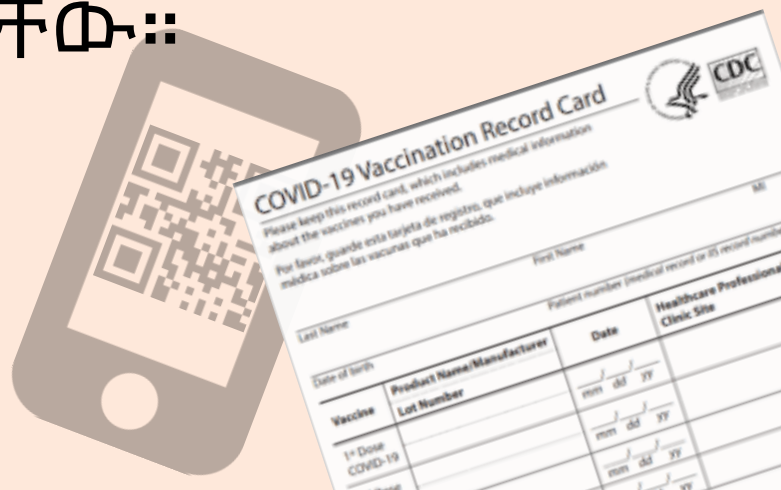 COVID-19 Vaccination Record Card
CDC
Please keep this record card, which includes medical information
about the vaccines you have received.
Por favor, guarde esta tarjeta de registro, que incluye información
médica sobre las vacunas que ha recibido.
Last Name
First Name
MI
Date of birth
Patient number (medical record or IIS record number)
Vaccine
Product Name/Manufacturer
Lot Number
Date
Healthcare Professional
Clinic Site
1st Dose
COVID-19
mm dd yy
mm dd yy
mm dd yy